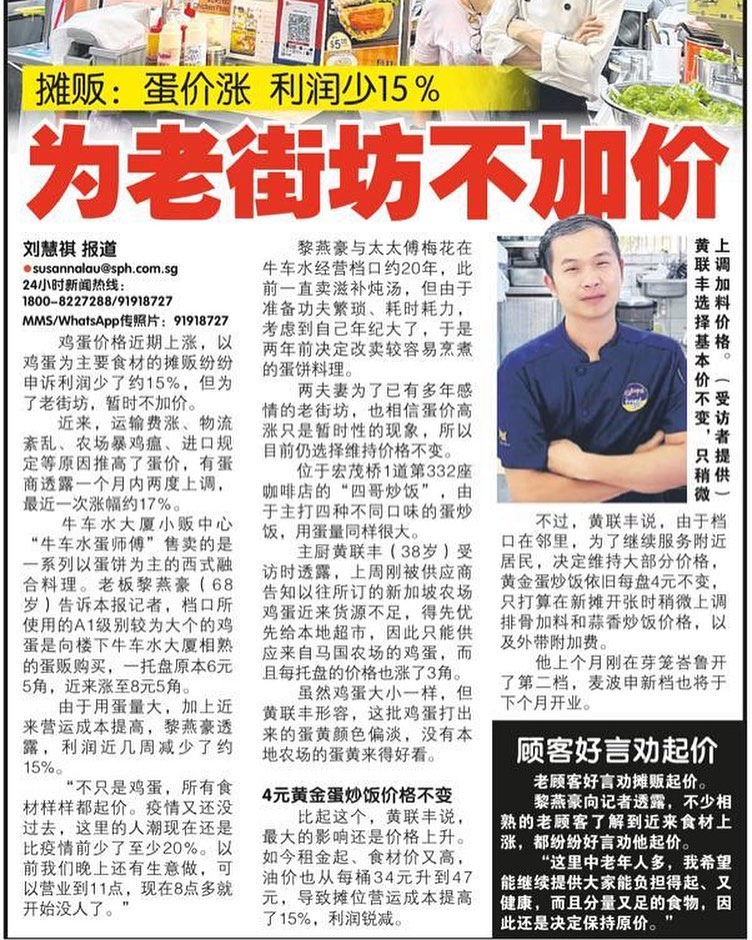 $5
摊贩：蛋价涨 利润少15%
为老街坊不加价
刘慧祺 报道
susannalau@sph.com.sg
24小时新闻热线：
1800-8227288/91918727
MMS/WhatsApp传照片：91918727
鸡蛋价格近期上涨，以
鸡蛋为主要食材的摊贩纷纷
申诉利润少了约15%，但为
了老街坊，暂时不加价。
近来，运输费涨、物流
紊乱、农场暴鸡瘟、进口规
定等原因推高了蛋价，有蛋
商透露一个月内两度上调，
最近一次涨幅约17%。
牛车水大厦小贩中心
“牛车水蛋师傅”售卖的是
一系列以蛋饼为主的西式融
合料理。老板黎燕豪（68
岁）告诉本报记者，档口所
使用的A1级别较为大个的鸡
蛋是向楼下牛车水大厦相熟
的蛋贩购买，一托盘原本6元
5角，近来涨至8元5角。
由于用蛋量大，加上近
来营运成本提高，黎燕豪透
露，利润近几周减少了约
15%。
“不只是鸡蛋，所有食
材样样都起价。疫情又还没
过去，这里的人潮现在还是
比疫情前少了至少20%。以
前我们晚上还有生意做，可
以营业到11点，现在8点多就
开始没人了。”
黎燕豪与太太傅梅花在
牛车水经营档口约20年，此
前一直卖滋补炖汤，但由于
准备功夫繁琐、耗时耗力，
考虑到自己年纪大了，于是
两年前决定改卖较容易烹煮
的蛋饼料理。
两夫妻为了已有多年感
情的老街坊，也相信蛋价高
涨只是暂时性的现象，所以
目前仍选择维持价格不变。
位于宏茂桥1道第332座
咖啡店的“四哥炒饭”，由
于主打四种不同口味的蛋炒
饭，用蛋量同样很大。
主厨黄联丰（38岁）受
访时透露，上周刚被供应商
告知以往所订的新加坡农场
鸡蛋近来货源不足，得先优
先给本地超市，因此只能供
应来自马国农场的鸡蛋，而
且每托盘的价格也涨了3角。
虽然鸡蛋大小一样，但
黄联丰形容，这批鸡蛋打出
来的蛋黄颜色偏淡，没有本
地农场的蛋黄来得好看。
4元黄金蛋炒饭价格不变
比起这个，黄联丰说，
最大的影响还是价格上升。
如今租金起、食材价又高，
油价也从每桶34元升到47
元，导致摊位营运成本提高
了15%，利润锐减。
黄联丰选择基本价不变，只稍微
上调加料价格。（受访者提供）
不过，黄联丰说，由于档
口在邻里，为了继续服务附近
居民，决定维持大部分价格，
黄金蛋炒饭依旧每盘4元不变，
只打算在新摊开张时稍微上调
排骨加料和蒜香炒饭价格，以
及外带附加费。
他上个月刚在芽笼峇鲁开
了第二档，麦波申新档也将于
下个月开业。
顾客好言劝起价
老顾客好言劝摊贩起价。
黎燕豪向记者透露，不少相
熟的老顾客了解到近来食材上
涨，都纷纷好言劝他起价。
“这里中老年人多，我希望
能继续提供大家能负担得起、又
健康，而且分量又足的食物，因
此还是决定保持原价。”